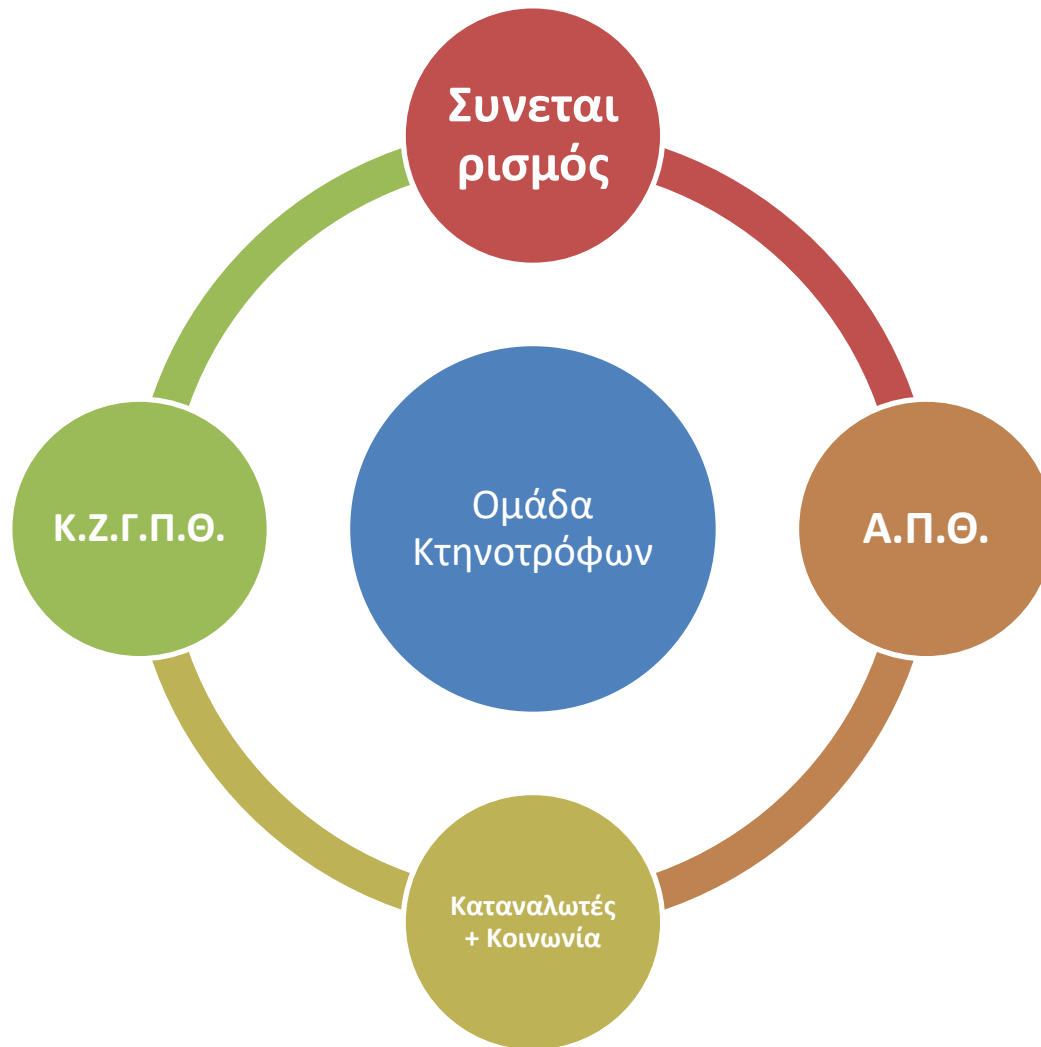 Συνεται
ρισμός
Κ.Ζ.Γ.Π.Θ.
Ομάδα
Κτηνοτρόφων
Α.Π.Θ.
Καταναλωτές
+ Κοινωνία